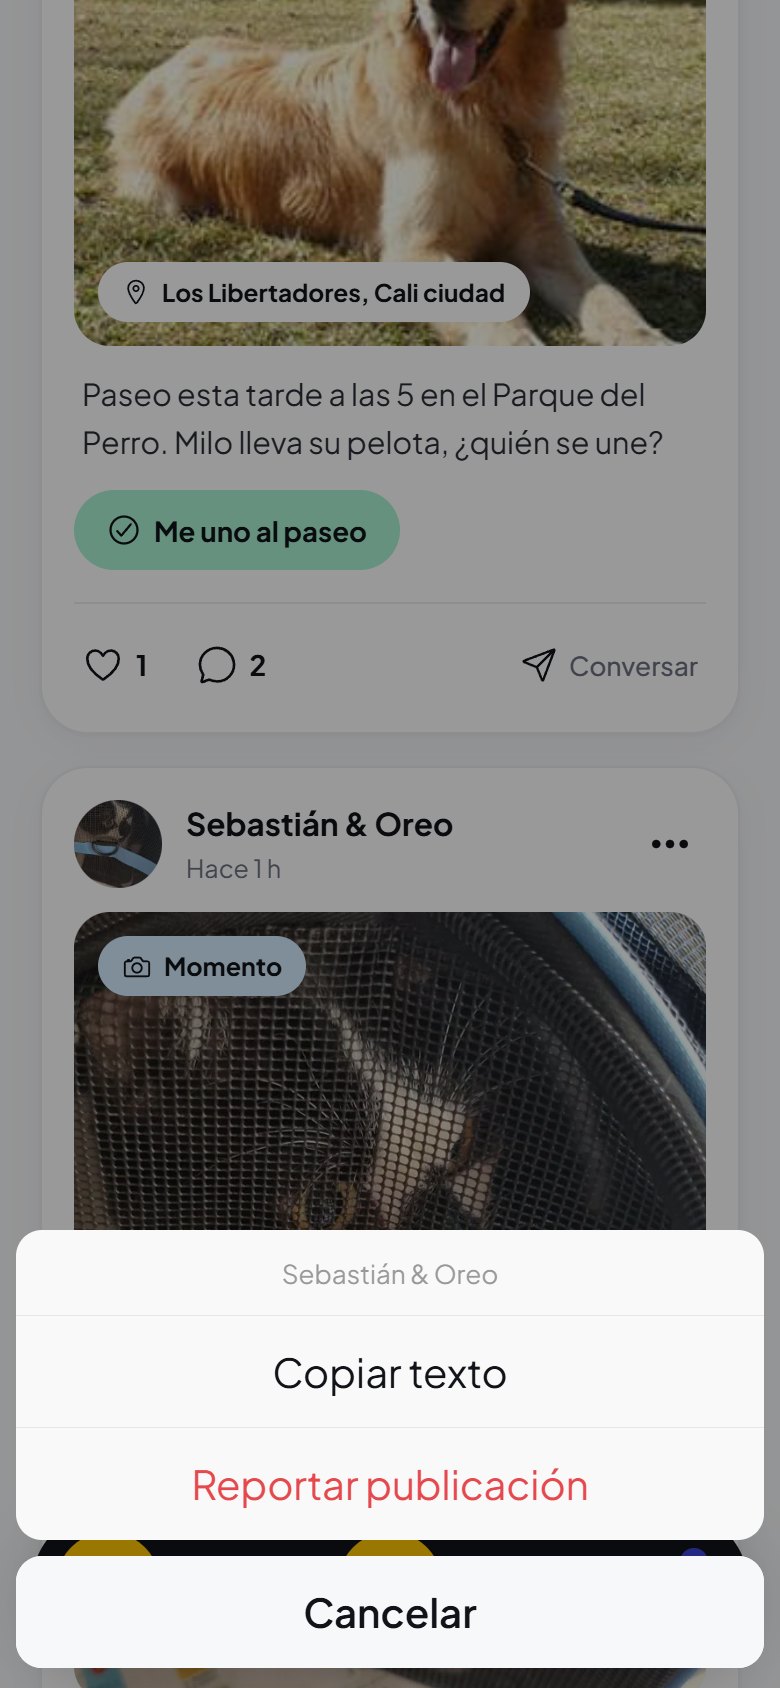 Los Libertadores, Cali ciudad
Paseo esta tarde a las 5 en el Parque del
Perro. Milo lleva su pelota, ¿quién se une?
Me uno al paseo
1
2
Conversar
Sebastián & Oreo
Hace 1 h
Momento
Sebastián & Oreo
Copiar texto
Reportar publicación
Cancelar